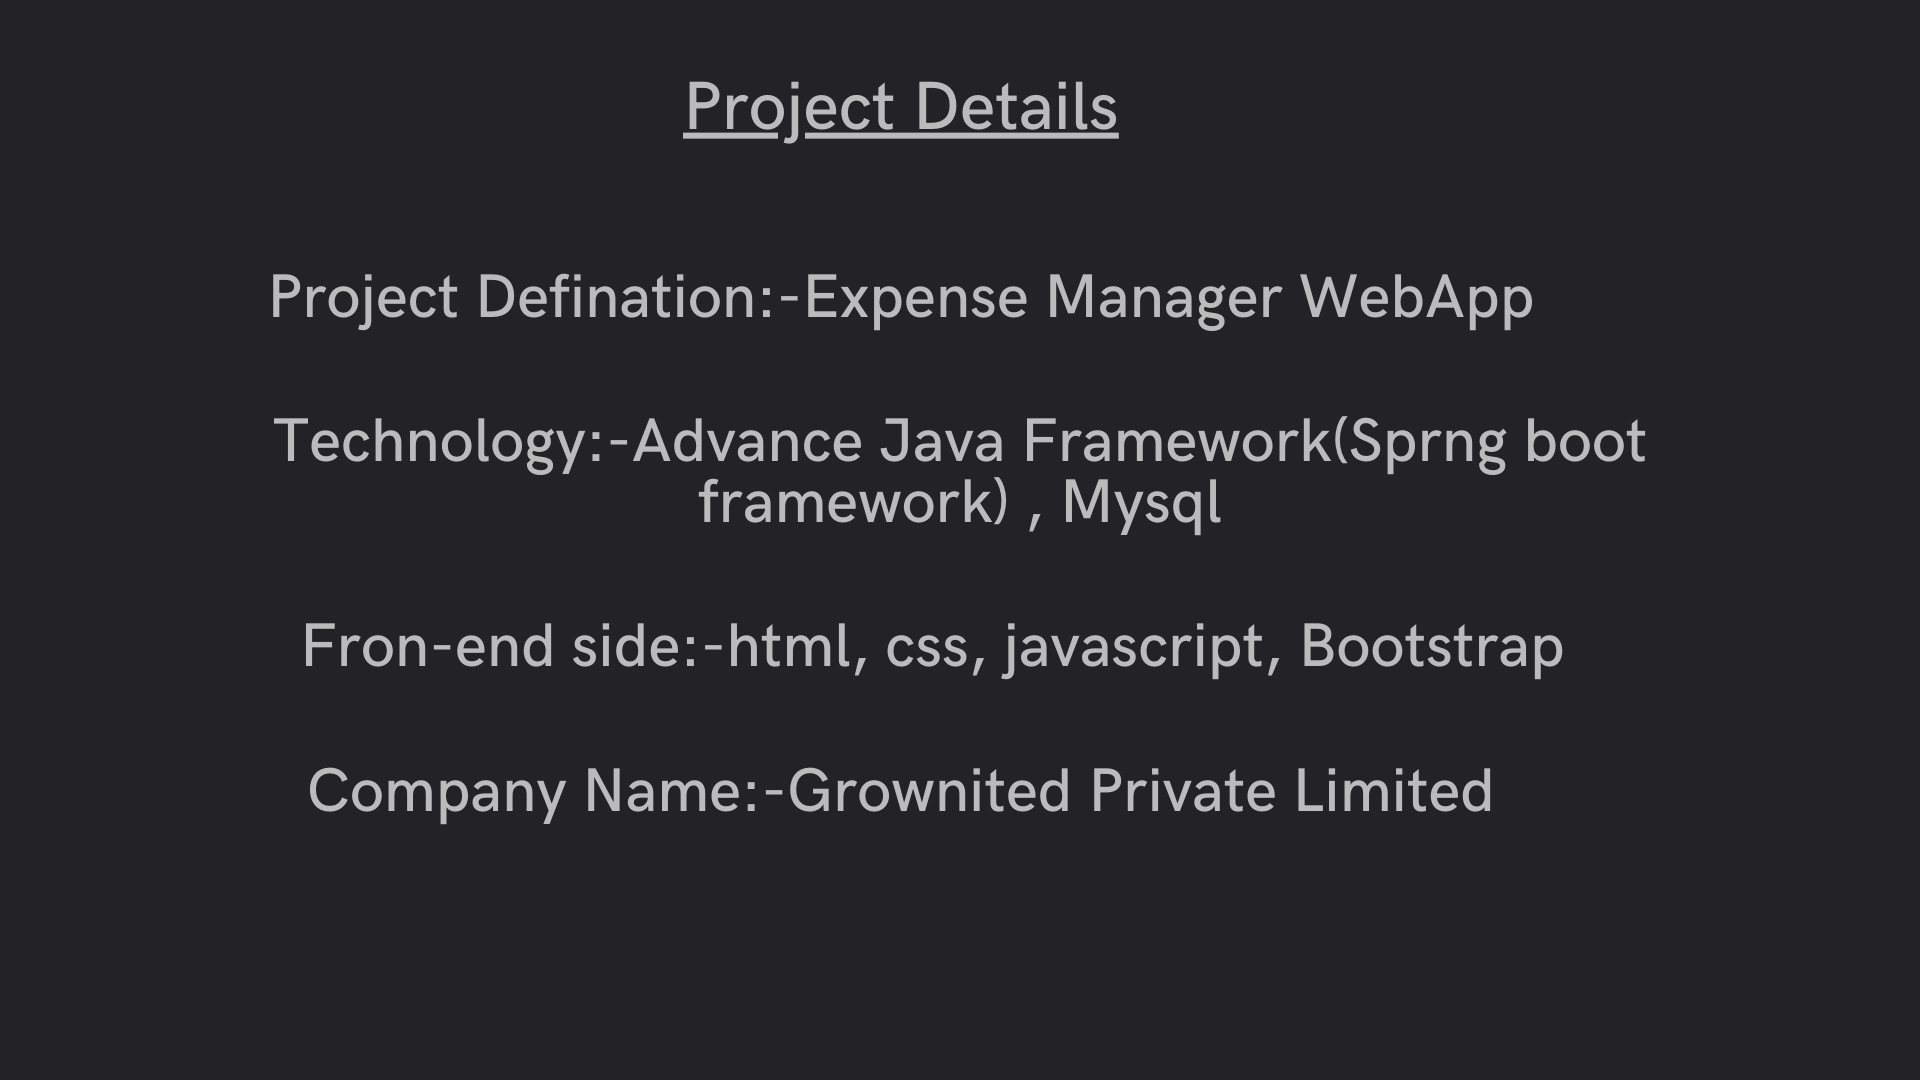 Project Details
Project Defination:-Expense Manager WebApp
Technology:-Advance Java Framework(Sprng boot
framework) , Mysql
Fron-end side:-html, css, javascript, Bootstrap
Company Name:-Grownited Private Limited